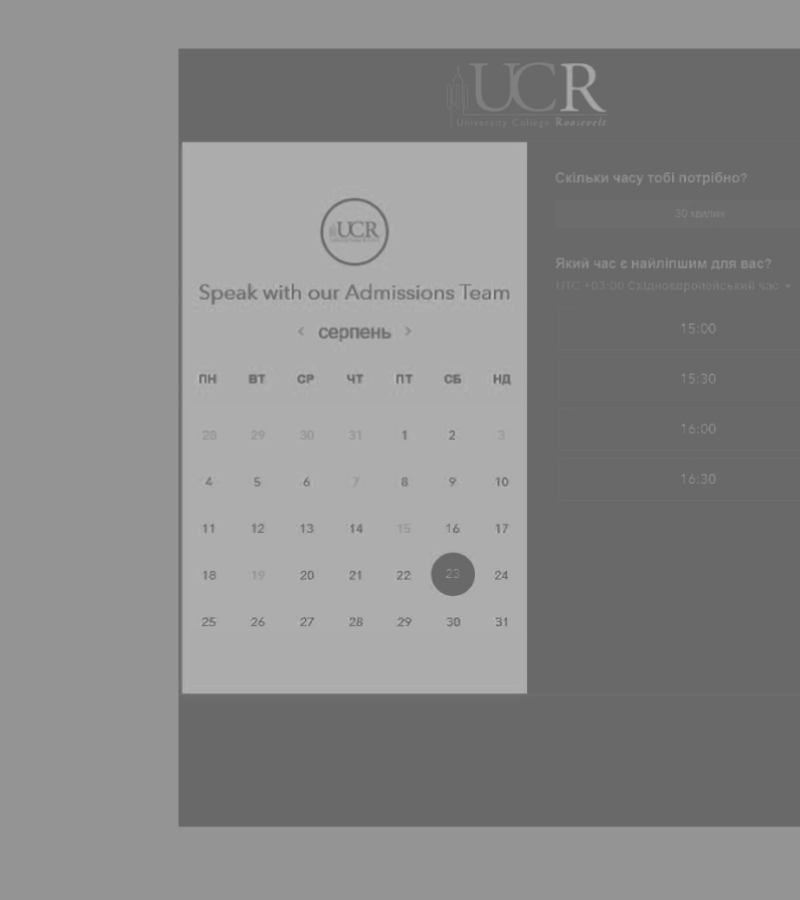 UCR
University College Roosevelt
UCR
Speak with our Admissions Team
‹ серпень ›
ПН ВТ СР ЧТ ПТ СБ НД
28 29 30 31 1 2 3
4 5 6 7 8 9 10
11 12 13 14 15 16 17
18 19 20 21 22 23 24
25 26 27 28 29 30 31
Скільки часу тобі потрібно?
30 хвилин
Який час є найліпшим для вас?
UTC +03:00 Східноєвропейський час
15:00
15:30
16:00
16:30